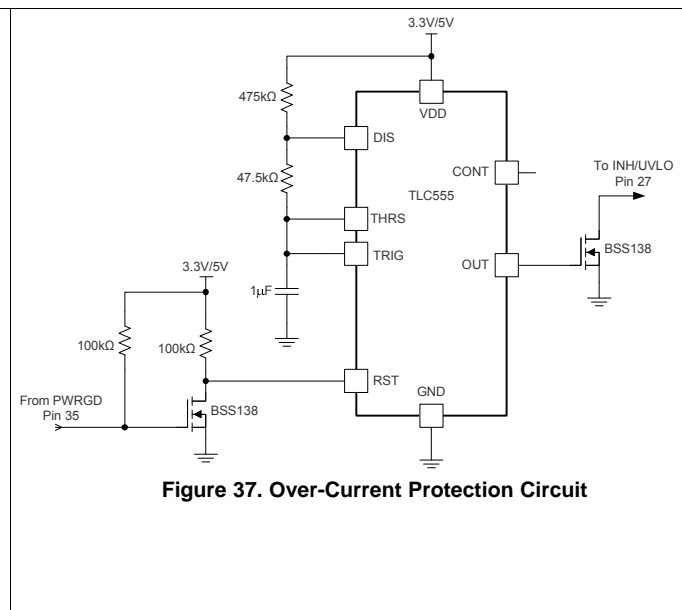 3.3V/5V
475kΩ
VDD
DIS
CONT
To INH/UVLO
Pin 27
47.5kΩ
TLC555
THRS
TRIG
OUT
BSS138
3.3V/5V
1μF
100kΩ
100kΩ
RST
GND
From PWRGD
Pin 35
BSS138
Figure 37. Over-Current Protection Circuit